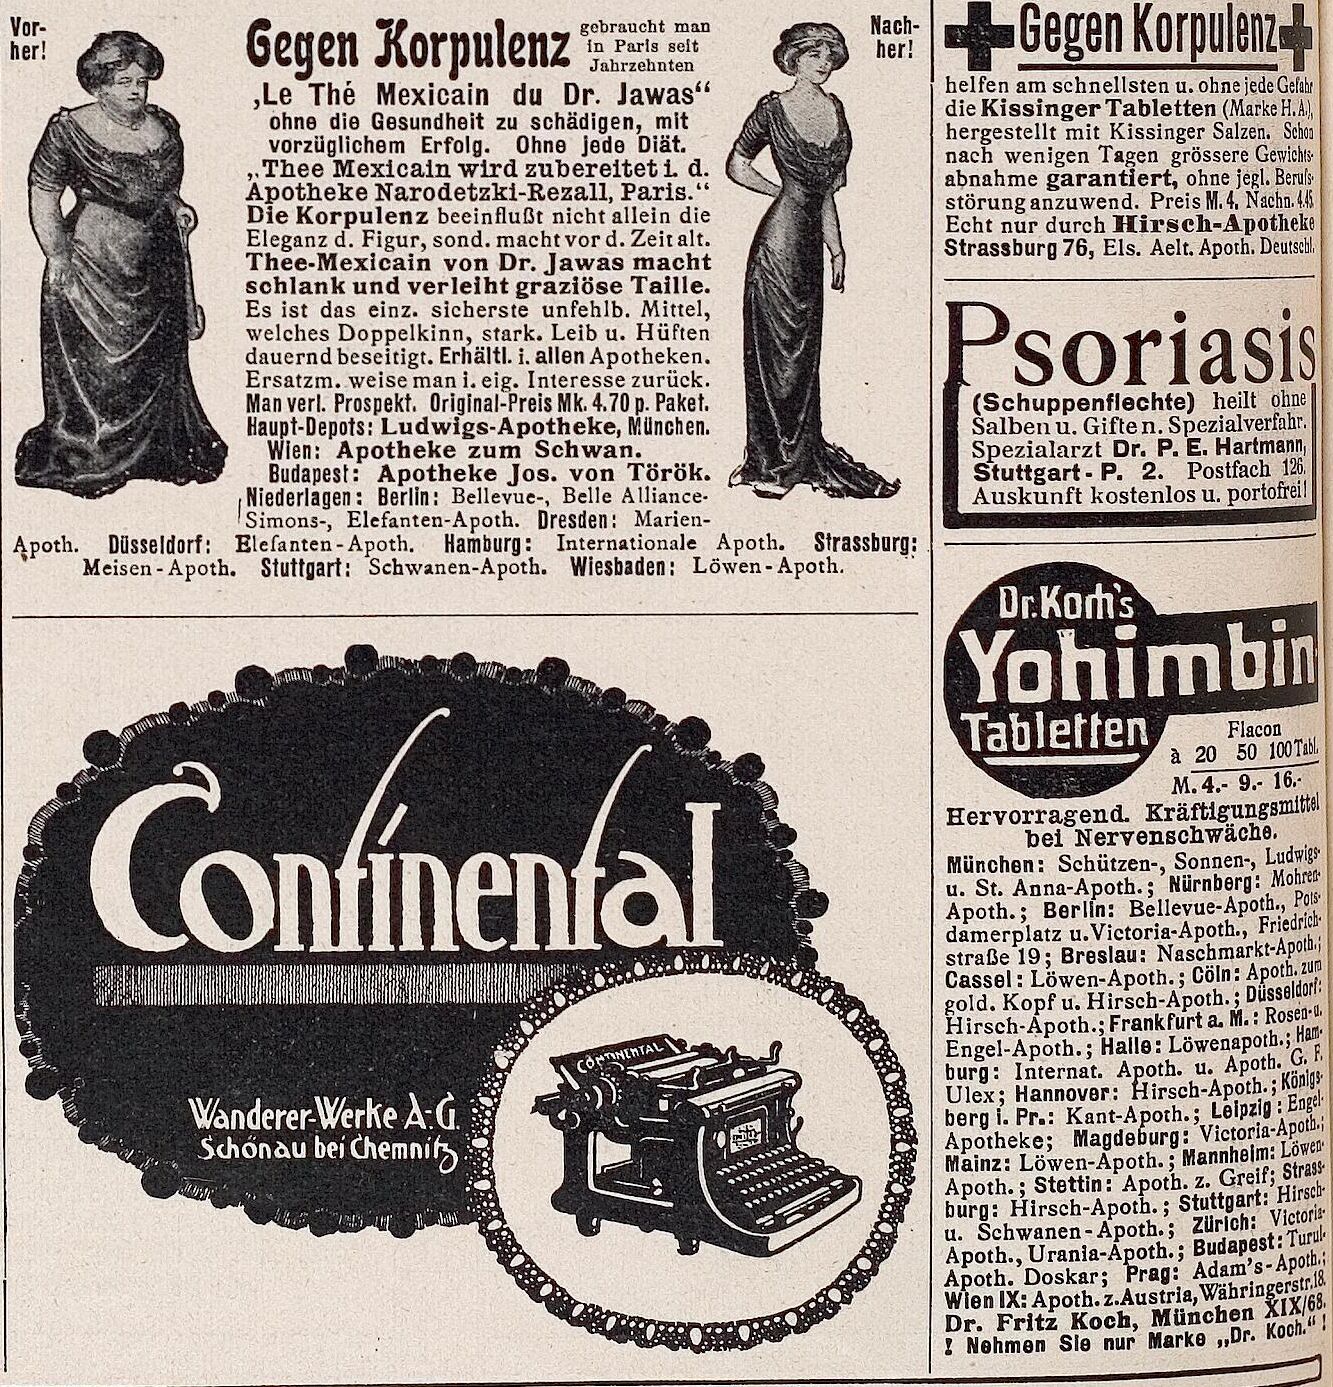 Vor-
her!
Gegen Korpulenz
gebraucht man
in Paris seit
Jahrzehnten
Nach-
her!
„Le Thé Mexicain du Dr. Jawas“
ohne die Gesundheit zu schädigen, mit
vorzüglichem Erfolg. Ohne jede Diät.
„Thee Mexicain wird zubereitet i. d.
Apotheke Narodetzki-Rezall, Paris.“
Die Korpulenz beeinflußt nicht allein die
Eleganz d. Figur, sond. macht vor d. Zeit alt.
Thee-Mexicain von Dr. Jawas macht
schlank und verleiht graziöse Taille.
Es ist das einz. sicherste unfehlb. Mittel,
welches Doppelkinn, stark. Leib u. Hüften
dauernd beseitigt. Erhältl. i. allen Apotheken.
Ersatzm. weise man i. eig. Interesse zurück.
Man verl. Prospekt. Original-Preis Mk. 4.70 p. Paket.
Haupt-Depots: Ludwigs-Apotheke, München.
Wien: Apotheke zum Schwan.
Budapest: Apotheke Jos. von Török.
Niederlagen: Berlin: Bellevue-, Belle Alliance-
Simons-, Elefanten-Apoth. Dresden: Marien-
Apoth. Düsseldorf: Elefanten-Apoth. Hamburg: Internationale Apoth. Strassburg:
Meisen-Apoth. Stuttgart: Schwanen-Apoth. Wiesbaden: Löwen-Apoth.
Continental
Wanderer-Werke A-G.
Schönau bei Chemnitz
CONTINENTAL
Gegen Korpulenz
helfen am schnellsten u. ohne jede Gefahr
die Kissinger Tabletten (Marke H. A.),
hergestellt mit Kissinger Salzen. Schon
nach wenigen Tagen grössere Gewichts-
abnahme garantiert, ohne jegl. Berufs-
störung anzuwend. Preis M. 4, Nachn. 4.45.
Echt nur durch Hirsch-Apotheke
Strassburg 76, Els. Aelt. Apoth. Deutschl.
Psoriasis
(Schuppenflechte) heilt ohne
Salben u. Gifte n. Spezialverfahr.
Spezialarzt Dr. P. E. Hartmann,
Stuttgart-P. 2. Postfach 126.
Auskunft kostenlos u. portofrei!
Dr. Koch's
Yohimbin
Tabletten
Flacon
à 20 50 100 Tabl.
M. 4.- 9.- 16.-
Hervorragend. Kräftigungsmittel
bei Nervenschwäche.
München: Schützen-, Sonnen-, Ludwigs-
u. St. Anna-Apoth.; Nürnberg: Mohren-
Apoth.; Berlin: Bellevue-Apoth., Pots-
damerplatz u. Victoria-Apoth., Friedrich-
straße 19; Breslau: Naschmarkt-Apoth.;
Cassel: Löwen-Apoth.; Cöln: Apoth. zum
gold. Kopf u. Hirsch-Apoth.; Düsseldorf:
Hirsch-Apoth.; Frankfurt a. M.: Rosen- u.
Engel-Apoth.; Halle: Löwenapoth.; Ham-
burg: Internat. Apoth. u. Apoth. G. F.
Ulex; Hannover: Hirsch-Apoth.; Königs-
berg i. Pr.: Kant-Apoth.; Leipzig: Engel-
Apotheke; Magdeburg: Victoria-Apoth.;
Mainz: Löwen-Apoth.; Mannheim: Löwen-
Apoth.; Stettin: Apoth. z. Greif; Strass-
burg: Hirsch-Apoth.; Stuttgart: Hirsch-
u. Schwanen-Apoth.; Zürich: Victoria-
Apoth., Urania-Apoth.; Budapest: Turul-
Apoth. Doskar; Prag: Adam's-Apoth.;
Wien IX: Apoth. z. Austria, Währingerstr. 18.
Dr. Fritz Koch, München XIX/68.
! Nehmen Sie nur Marke „Dr. Koch.“ !